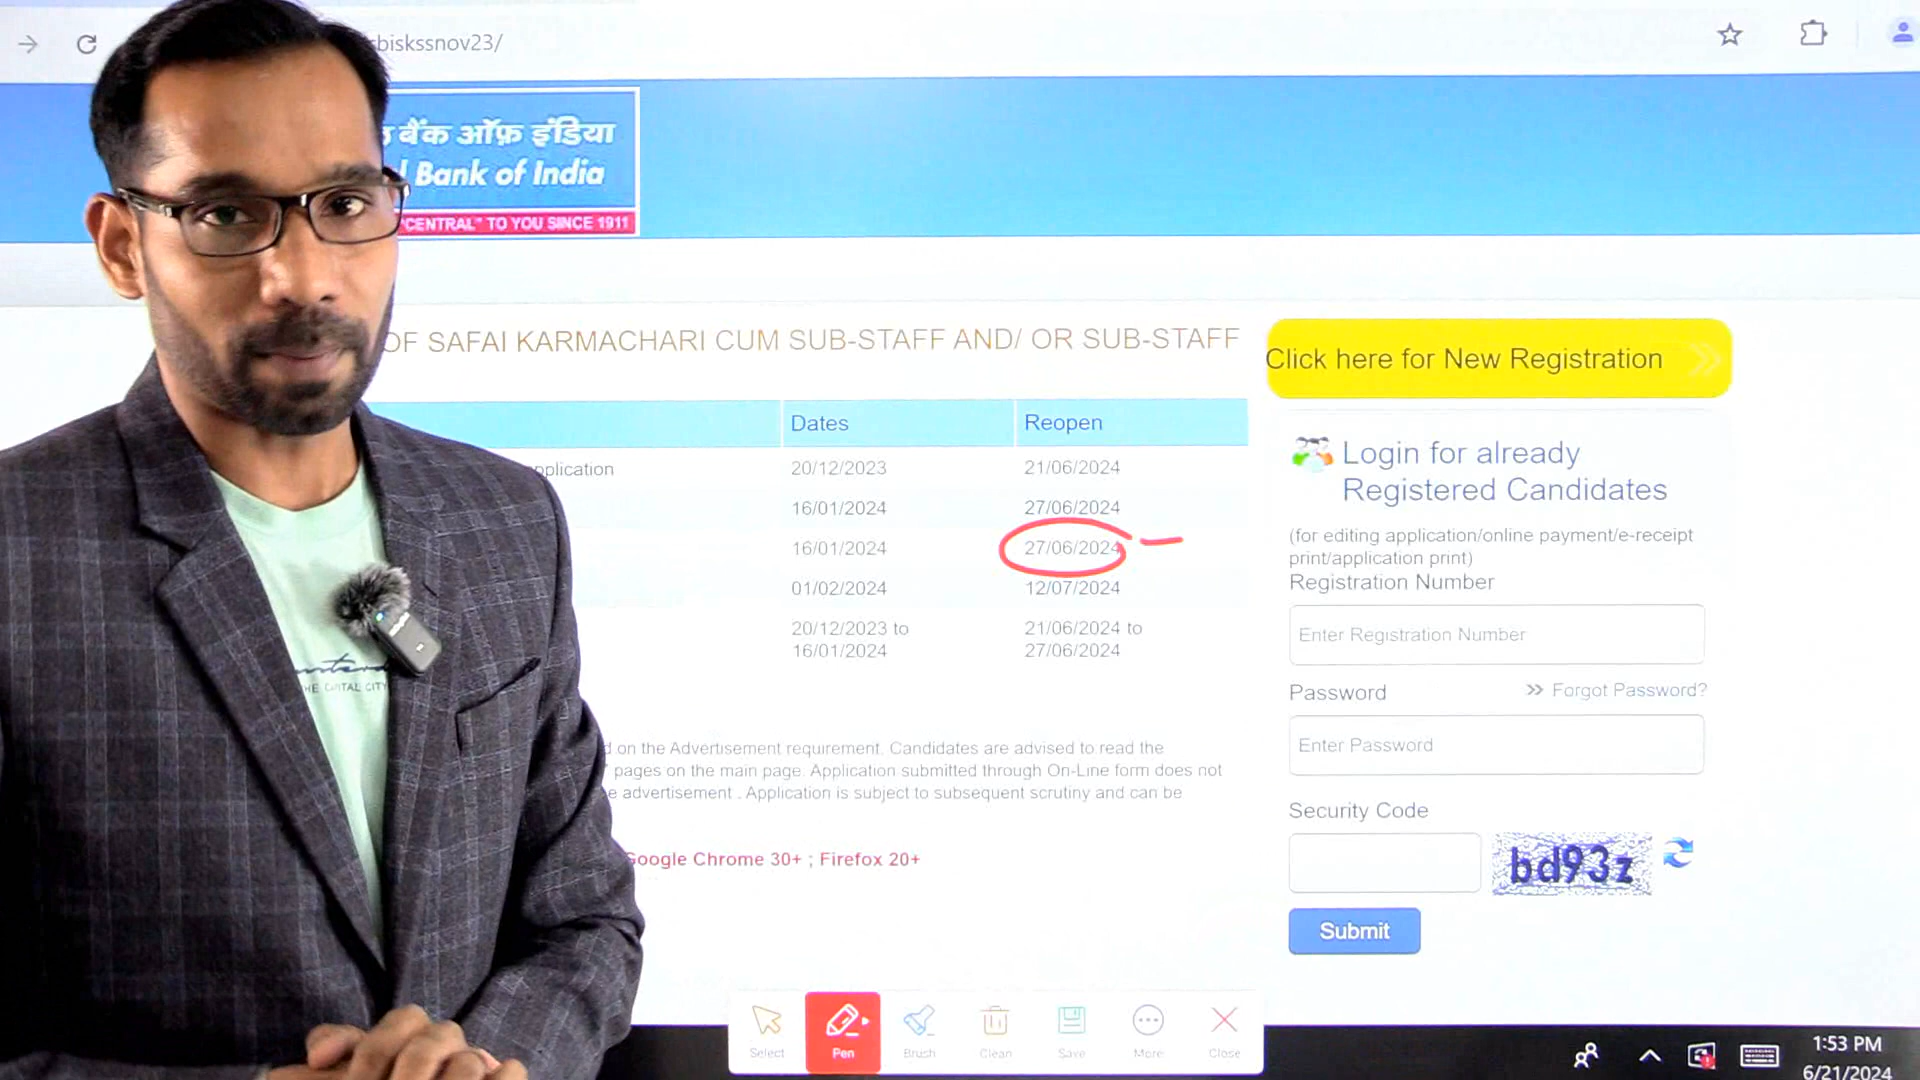 sbiskssnov23/
बैंक ऑफ़ इंडिया
Bank of India
"CENTRAL" TO YOU SINCE 1911
OF SAFAI KARMACHARI CUM SUB-STAFF AND/ OR SUB-STAFF
Click here for New Registration
Dates Reopen
application 20/12/2023 21/06/2024
16/01/2024 27/06/2024
16/01/2024 27/06/2024
01/02/2024 12/07/2024
20/12/2023 to 21/06/2024 to
16/01/2024 27/06/2024
Login for already
Registered Candidates
(for editing application/online payment/e-receipt
print/application print)
Registration Number
Enter Registration Number
Password >> Forgot Password?
Enter Password
Security Code
bd93z
Submit
on the Advertisement requirement. Candidates are advised to read the
pages on the main page. Application submitted through On-Line form does not
advertisement . Application is subject to subsequent scrutiny and can be
Google Chrome 30+ ; Firefox 20+
THE CAPITAL CITY
Select Pen Brush Clean Save More Close
1:53 PM
6/21/2024